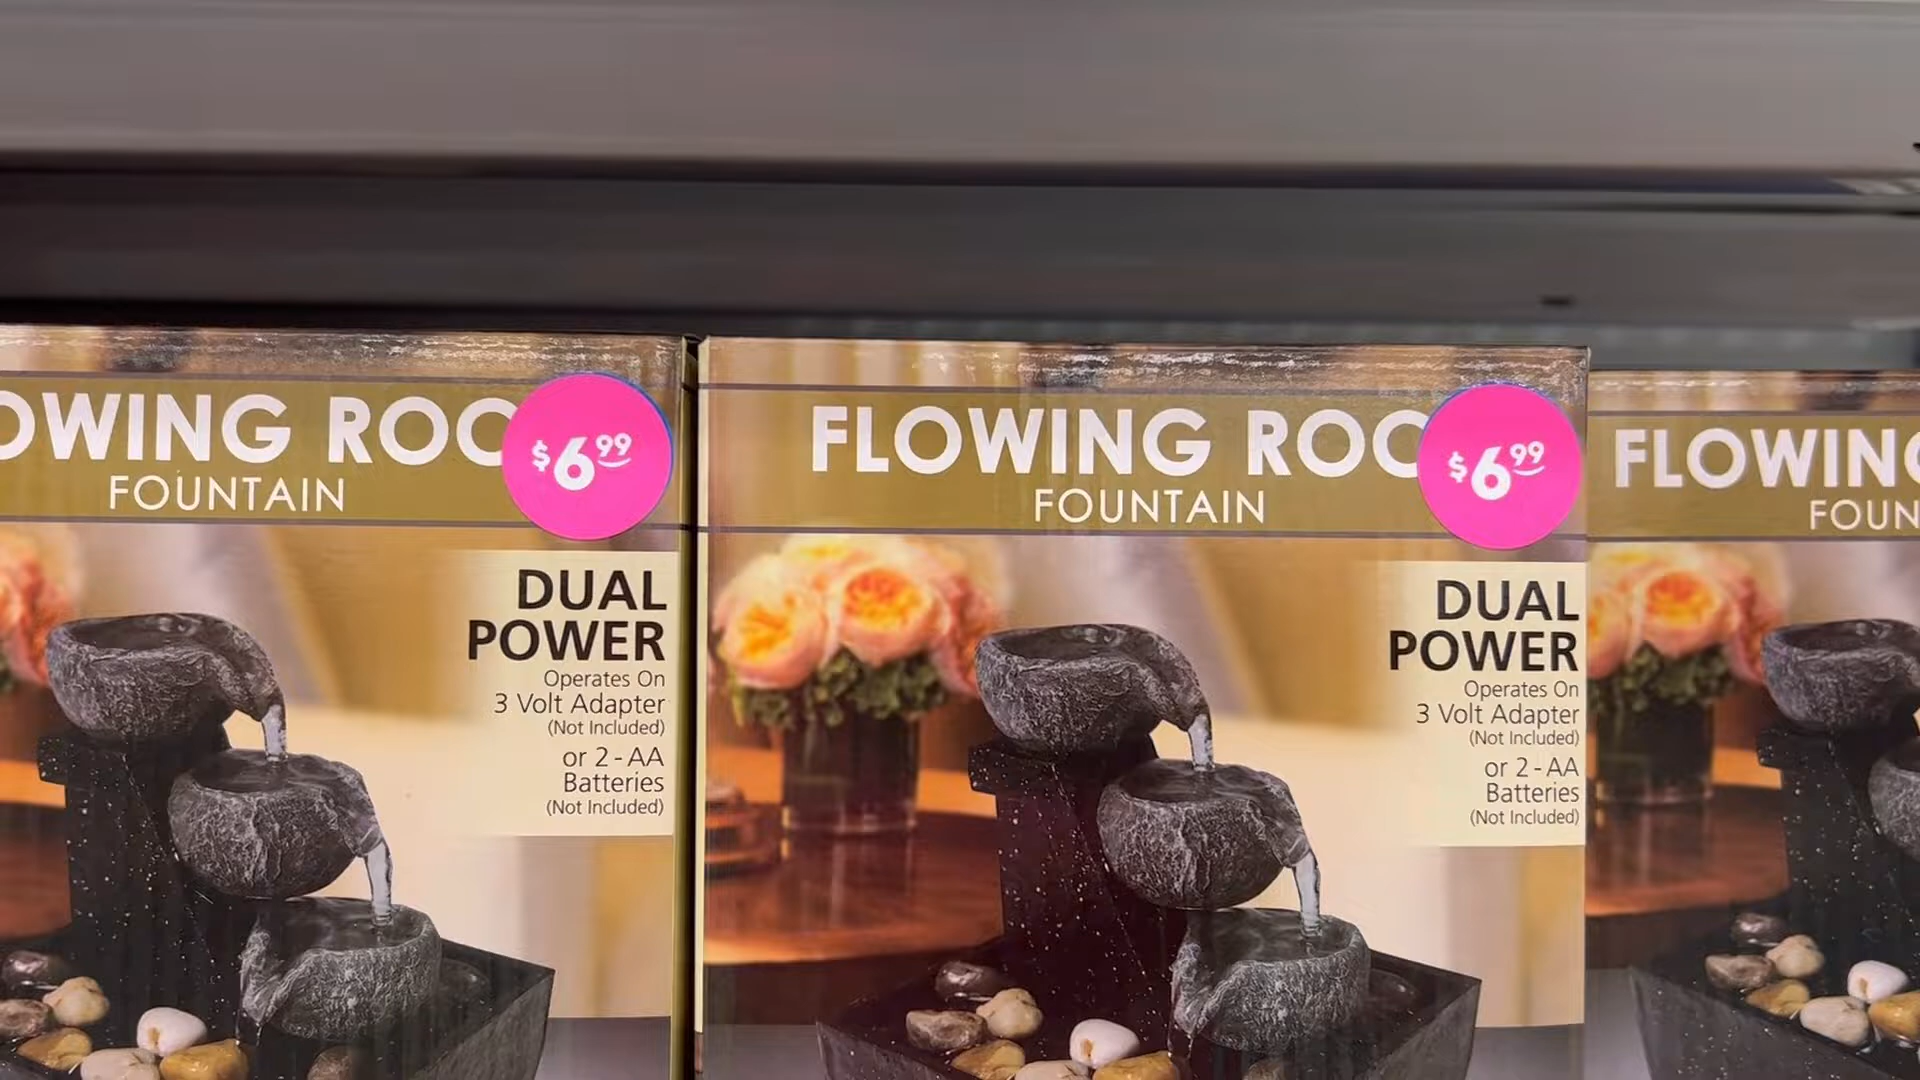 OWING ROC
FOUNTAIN
$6.99
DUAL
POWER
Operates On
3 Volt Adapter
(Not Included)
or 2-AA
Batteries
(Not Included)
FLOWING ROC
FOUNTAIN
$6.99
DUAL
POWER
Operates On
3 Volt Adapter
(Not Included)
or 2-AA
Batteries
(Not Included)
FLOWING
FOUN